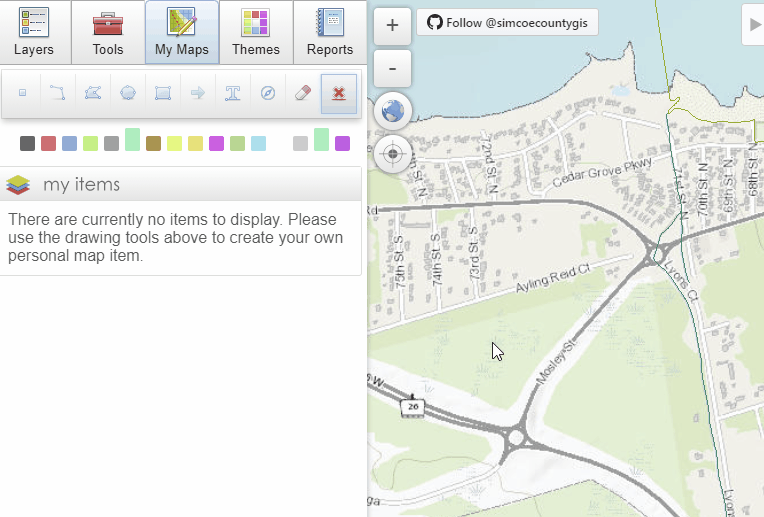 Layers
Tools
My Maps
Themes
Reports
my items
There are currently no items to display. Please
use the drawing tools above to create your own
personal map item.
+
Follow @simcoecountygis
-
72nd St. N
Cedar Grove Pkwy
71st St. N
70th St. N
69th St. N
68th St. N
Rd
75th St. S
74th St. S
73rd St. S
Ayling Reid Ct
Lyons Ct
Mosley St
26
ga
Lyons